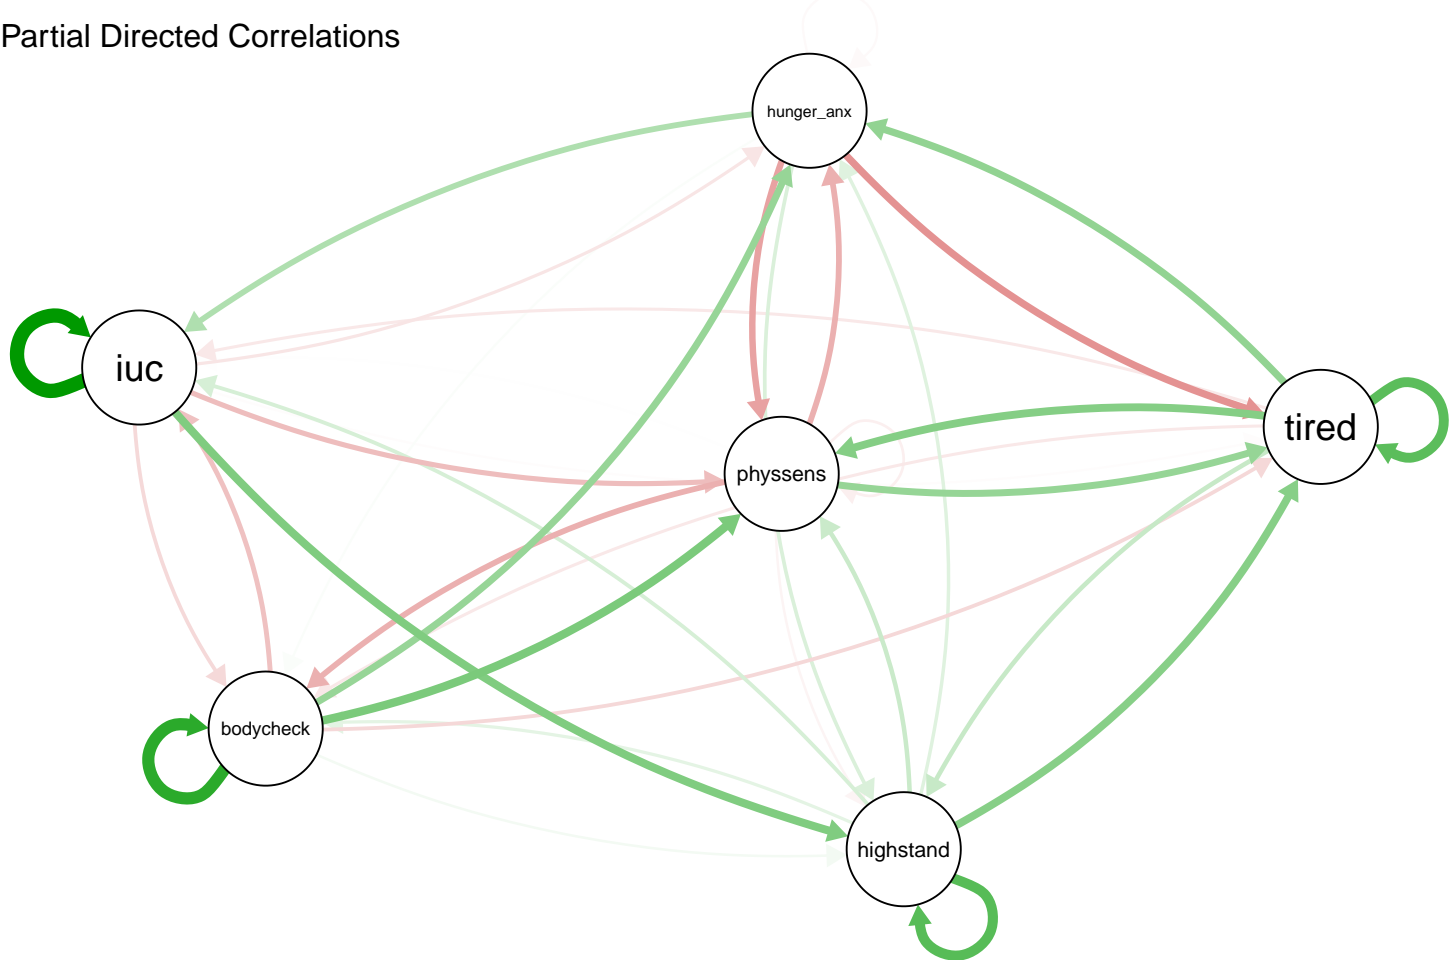 Partial Directed Correlations
hunger_anx
iuc
tired
physsens
bodycheck
highstand